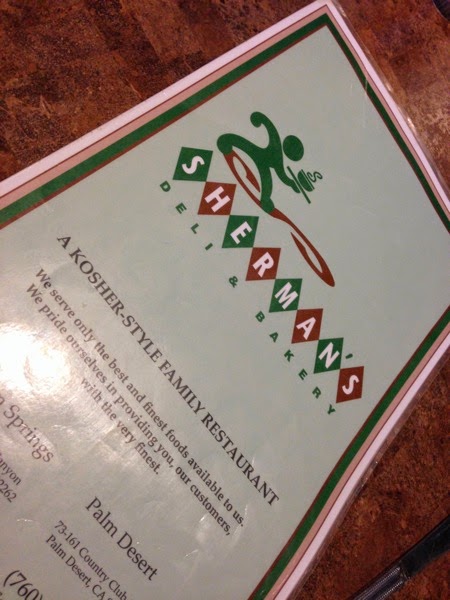 SHERMAN'S
DELI & BAKERY
A KOSHER-STYLE FAMILY RESTAURANT
We serve only the best and finest foods available to us.
We pride ourselves in providing you, our customers,
with the very finest.
Springs
2262
Palm Desert
73-161 Country Club
Palm Desert, CA
(760)